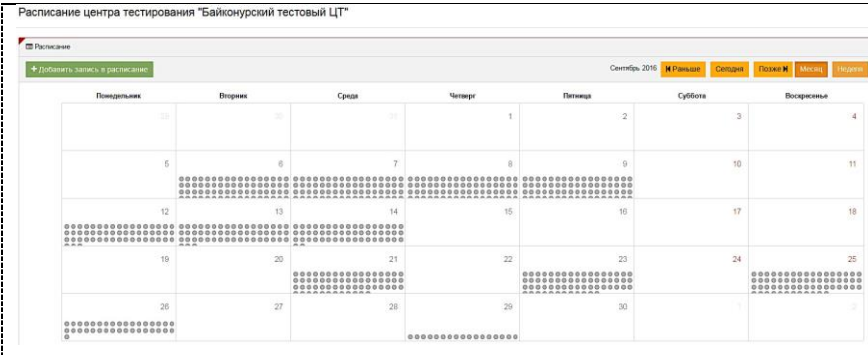 Расписание центра тестирования "Байконурский тестовый ЦТ"
Расписание
+ Добавить запись в расписание Сентябрь 2016 Раньше Сегодня Позже Месяц Неделя
Понедельник Вторник Среда Четверг Пятница Суббота Воскресенье
29 30 31 1 2 3 4
5 6 7 8 9 10 11
12 13 14 15 16 17 18
19 20 21 22 23 24 25
26 27 28 29 30 1 2